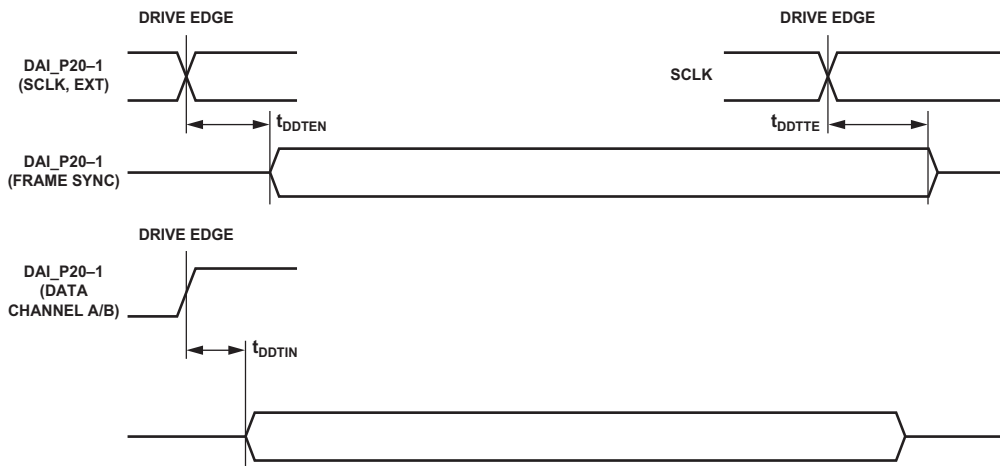 DRIVE EDGE
DRIVE EDGE
DAI_P20–1
(SCLK, EXT)
SCLK
tDDTEN
tDDTTE
DAI_P20–1
(FRAME SYNC)
DRIVE EDGE
DAI_P20–1
(DATA
CHANNEL A/B)
tDDTIN